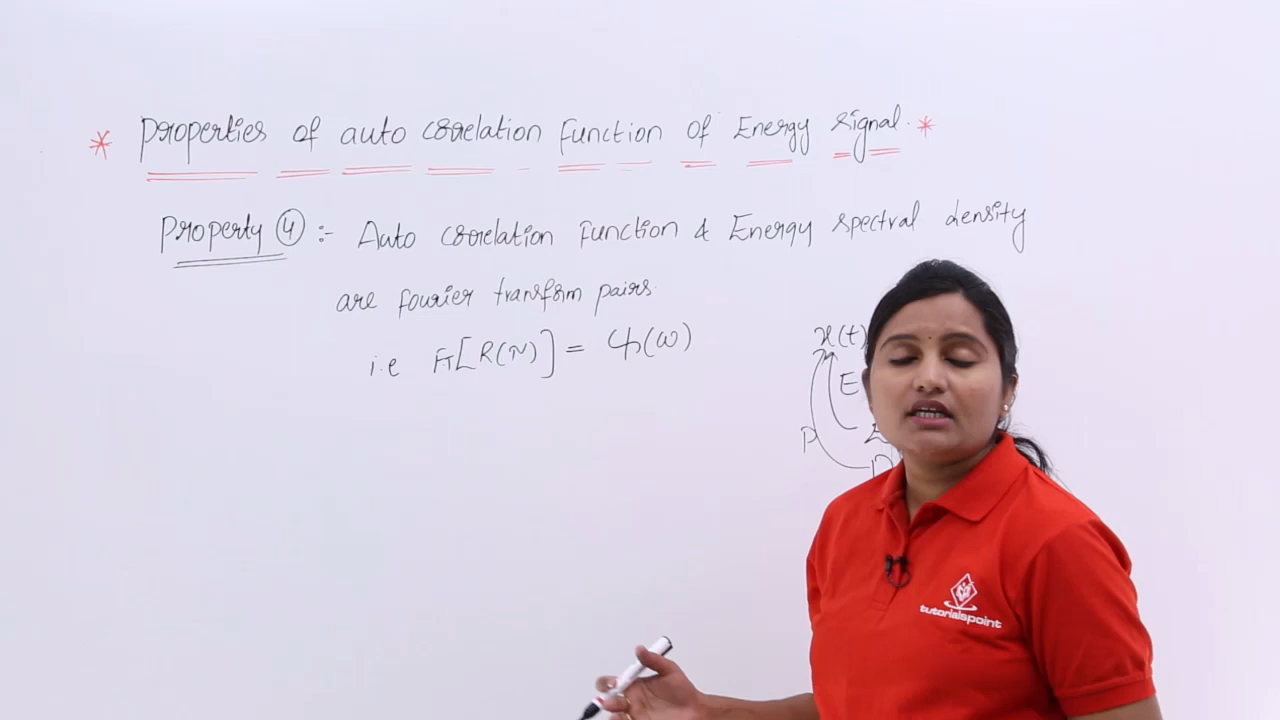 * Properties of auto correlation Function of Energy signal. *
Property ④ :- Auto correlation Function & Energy spectral density
are fourier transform pairs.
i.e FT[R(τ)] = ψ(ω)
x(t)
E
P
tutorialspoint